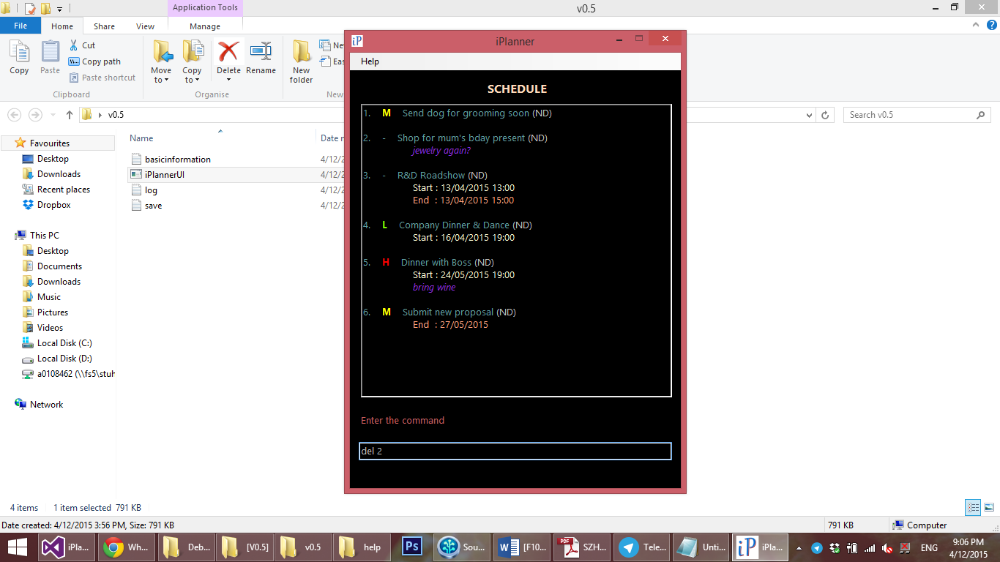 Application Tools
v0.5
File Home Share View Manage
Copy
Paste
Cut
Copy path
Paste shortcut
Clipboard
Move to
Copy to
Delete
Rename
Organise
New folder
v0.5
Search v0.5
Favourites
Desktop
Downloads
Recent places
Dropbox
This PC
Desktop
Documents
Downloads
Music
Pictures
Videos
Local Disk (C:)
Local Disk (D:)
a0108462 (\\fs5\stuh
Network
Name
basicinformation 4/12/2
iPlannerUI 4/12/2
log 4/12/2
save 4/12/2
iP iPlanner
Help
SCHEDULE
1. M Send dog for grooming soon (ND)
2. - Shop for mum's bday present (ND)
jewelry again?
3. - R&D Roadshow (ND)
Start : 13/04/2015 13:00
End : 13/04/2015 15:00
4. L Company Dinner & Dance (ND)
Start : 16/04/2015 19:00
5. H Dinner with Boss (ND)
Start : 24/05/2015 19:00
bring wine
6. M Submit new proposal (ND)
End : 27/05/2015
Enter the command
del 2
4 items 1 item selected 791 KB
Date created: 4/12/2015 3:56 PM, Size: 791 KB
791 KB
Computer
iPla... Wh... Deb... [V0.5] v0.5 help Ps Sou... [F10... SZH... Tele... Unti... iP iPla...
ENG
9:06 PM
4/12/2015